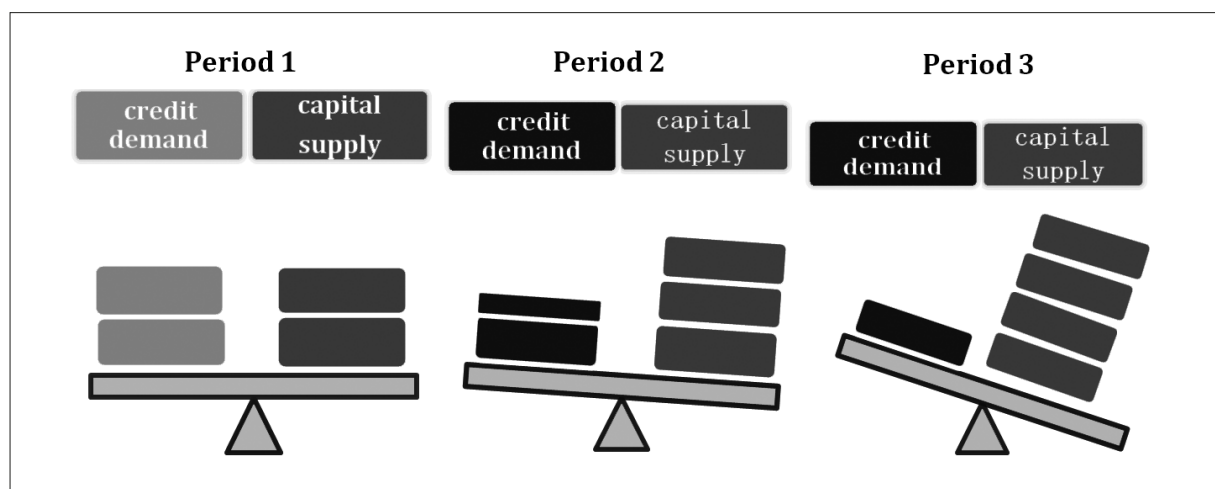 Period 1
credit
demand
capital
supply
Period 2
credit
demand
capital
supply
Period 3
credit
demand
capital
supply